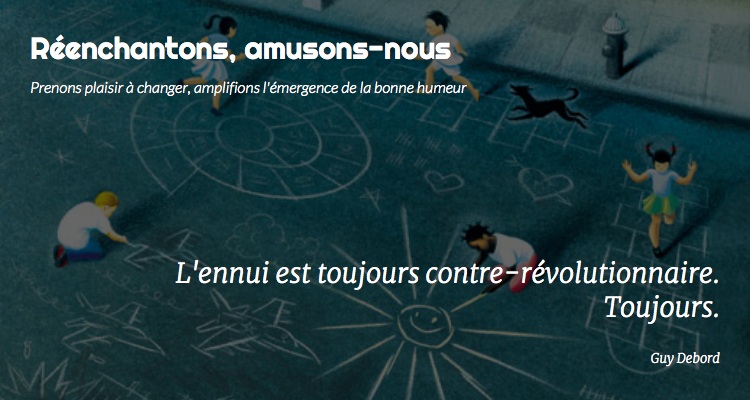 Réenchantons, amusons-nous
Prenons plaisir à changer, amplifions l'émergence de la bonne humeur
L'ennui est toujours contre-révolutionnaire.
Toujours.
Guy Debord